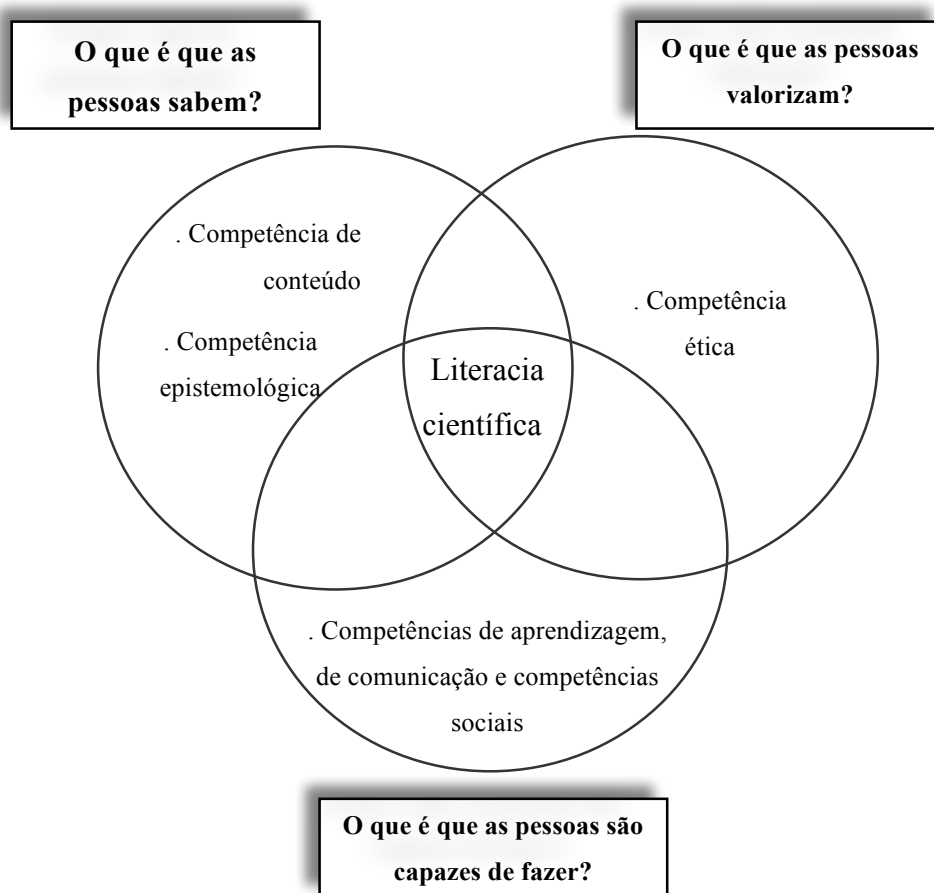 O que é que as
pessoas sabem?
O que é que as pessoas
valorizam?
. Competência de
conteúdo
. Competência
epistemológica
. Competência
ética
Literacia
científica
. Competências de aprendizagem,
de comunicação e competências
sociais
O que é que as pessoas são
capazes de fazer?